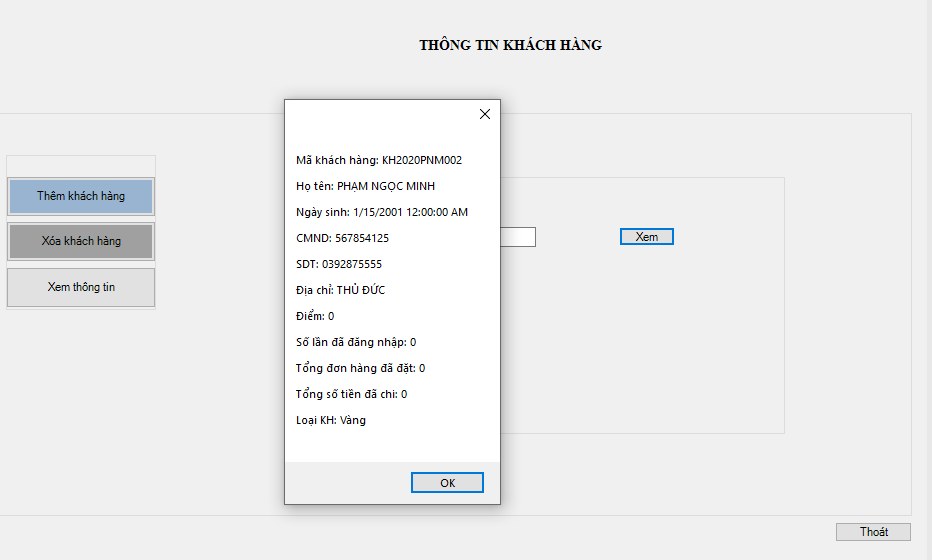 THÔNG TIN KHÁCH HÀNG
Thêm khách hàng
Xóa khách hàng
Xem thông tin
Mã khách hàng: KH2020PNM002
Họ tên: PHẠM NGỌC MINH
Ngày sinh: 1/15/2001 12:00:00 AM
CMND: 567854125
SDT: 0392875555
Địa chỉ: THỦ ĐỨC
Điểm: 0
Số lần đã đăng nhập: 0
Tổng đơn hàng đã đặt: 0
Tổng số tiền đã chi: 0
Loại KH: Vàng
OK
Xem
Thoát